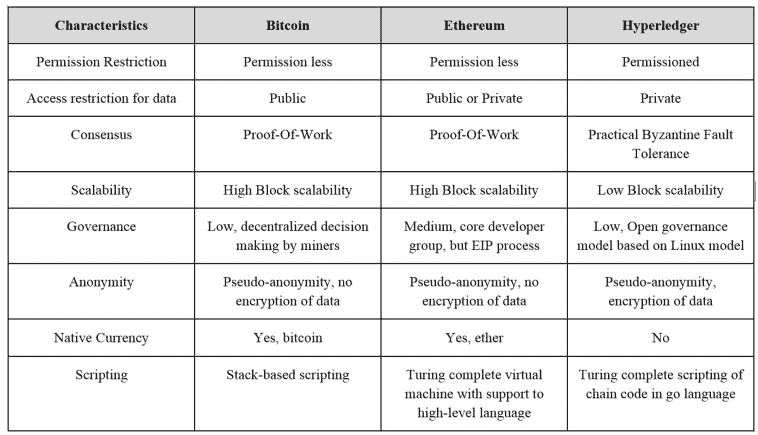 Characteristics Bitcoin Ethereum Hyperledger
Permission Restriction Permission less Permission less Permissioned
Access restriction for data Public Public or Private Private
Consensus Proof-Of-Work Proof-Of-Work Practical Byzantine Fault
Tolerance
Scalability High Block scalability High Block scalability Low Block scalability
Governance Low, decentralized decision Medium, core developer Low, Open governance
making by miners group, but EIP process model based on Linux model
Anonymity Pseudo-anonymity, no Pseudo-anonymity, no Pseudo-anonymity,
encryption of data encryption of data encryption of data
Native Currency Yes, bitcoin Yes, ether No
Scripting Stack-based scripting Turing complete virtual Turing complete scripting of
machine with support to chain code in go language
high-level language